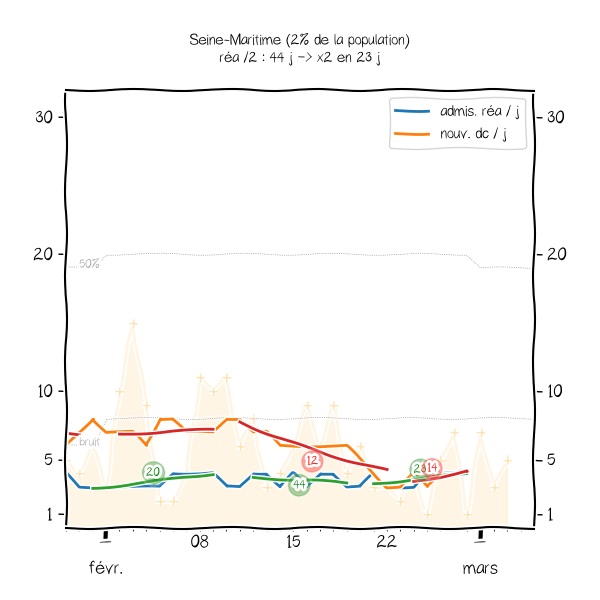 Seine-Maritime (2% de la population)
réa /2 : 44 j -> x2 en 23 j
admis. réa / j
nouv. dc / j
30 30
20 20
50%
10 10
bruit
5 5
20 12 44 23 14
1 1
08 15 22
févr. mars